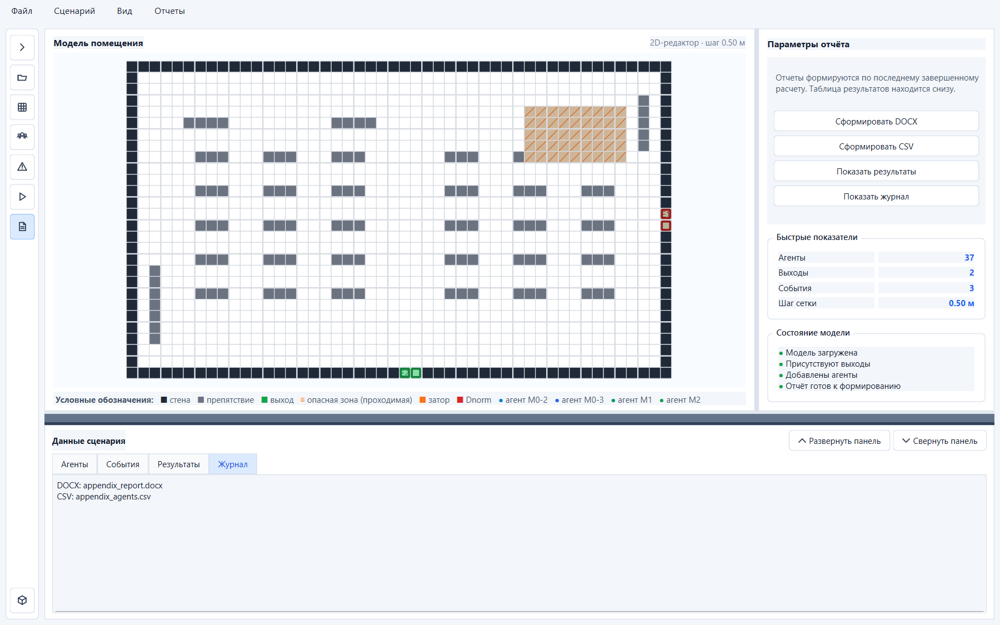 Файл Сценарий Вид Отчеты
Модель помещения
2D-редактор · шаг 0.50 м
Условные обозначения: стена препятствие выход опасная зона (проходимая) затор Dnorm агент M0-2 агент M0-3 агент M1 агент M2
Параметры отчёта
Отчеты формируются по последнему завершенному
расчету. Таблица результатов находится снизу.
Сформировать DOCX
Сформировать CSV
Показать результаты
Показать журнал
Быстрые показатели
Агенты 37
Выходы 2
События 3
Шаг сетки 0.50 м
Состояние модели
Модель загружена
Присутствуют выходы
Добавлены агенты
Отчёт готов к формированию
Данные сценария
Развернуть панель Свернуть панель
Агенты События Результаты Журнал
DOCX: appendix_report.docx
CSV: appendix_agents.csv